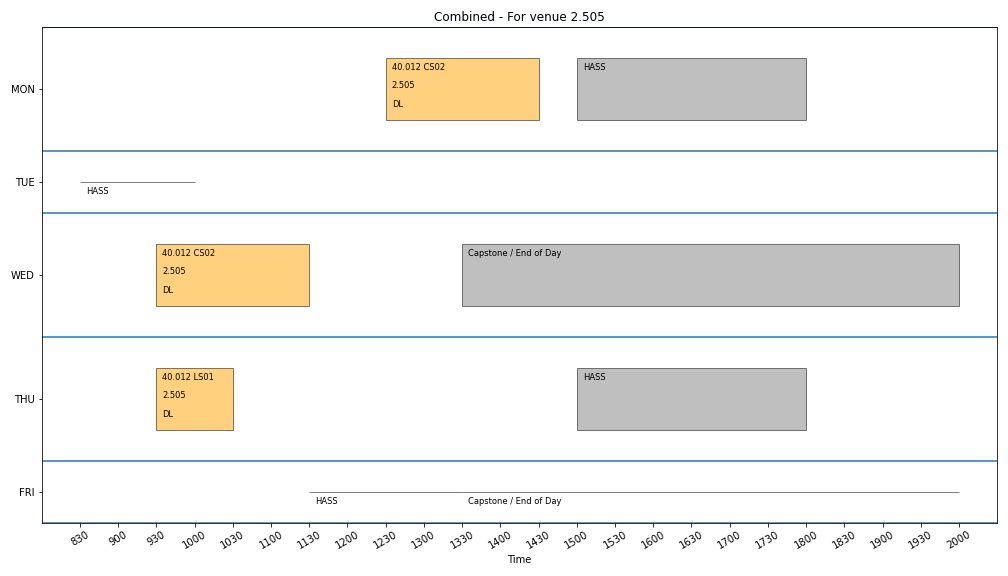 Combined - For venue 2.505
MON
40.012 CS02
2.505
DL
HASS
TUE
HASS
WED
40.012 CS02
2.505
DL
Capstone / End of Day
THU
40.012 LS01
2.505
DL
HASS
FRI
HASS
Capstone / End of Day
830 900 930 1000 1030 1100 1130 1200 1230 1300 1330 1400 1430 1500 1530 1600 1630 1700 1730 1800 1830 1900 1930 2000
Time